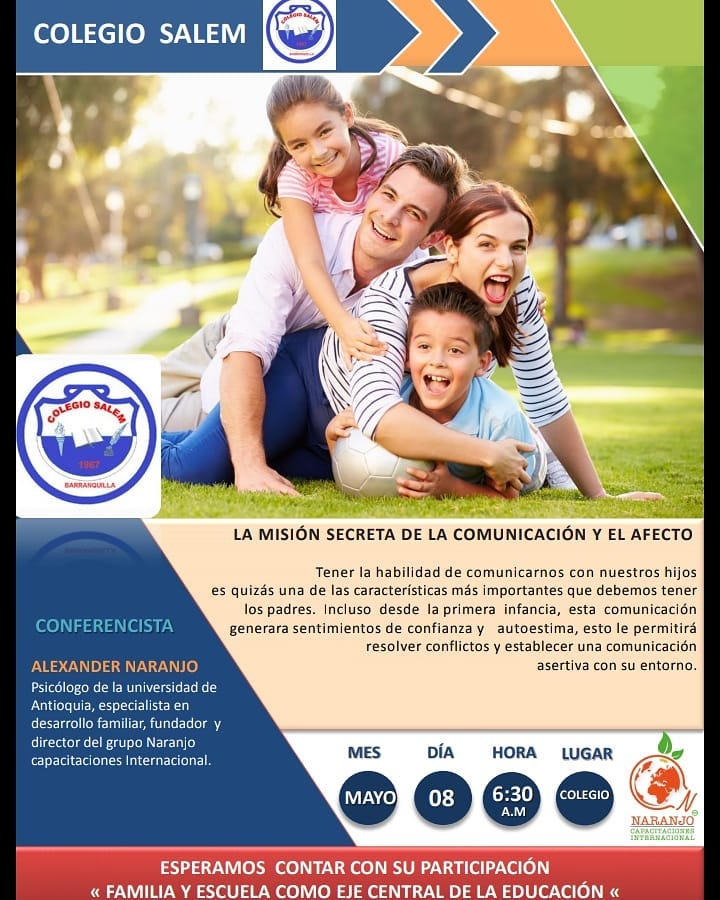 COLEGIO SALEM
COLEGIO SALEM
1967
BARRANQUILLA
COLEGIO SALEM
1967
BARRANQUILLA
LA MISIÓN SECRETA DE LA COMUNICACIÓN Y EL AFECTO
Tener la habilidad de comunicarnos con nuestros hijos
es quizás una de las características más importantes que debemos tener
los padres. Incluso desde la primera infancia, esta comunicación
generara sentimientos de confianza y autoestima, esto le permitirá
resolver conflictos y establecer una comunicación
asertiva con su entorno.
CONFERENCISTA
ALEXANDER NARANJO
Psicólogo de la universidad de
Antioquia, especialista en
desarrollo familiar, fundador y
director del grupo Naranjo
capacitaciones Internacional.
MES DÍA HORA LUGAR
MAYO 08 6:30 A.M COLEGIO
N
NARANJO
CAPACITACIONES
INTERNACIONAL
ESPERAMOS CONTAR CON SU PARTICIPACIÓN
« FAMILIA Y ESCUELA COMO EJE CENTRAL DE LA EDUCACIÓN «